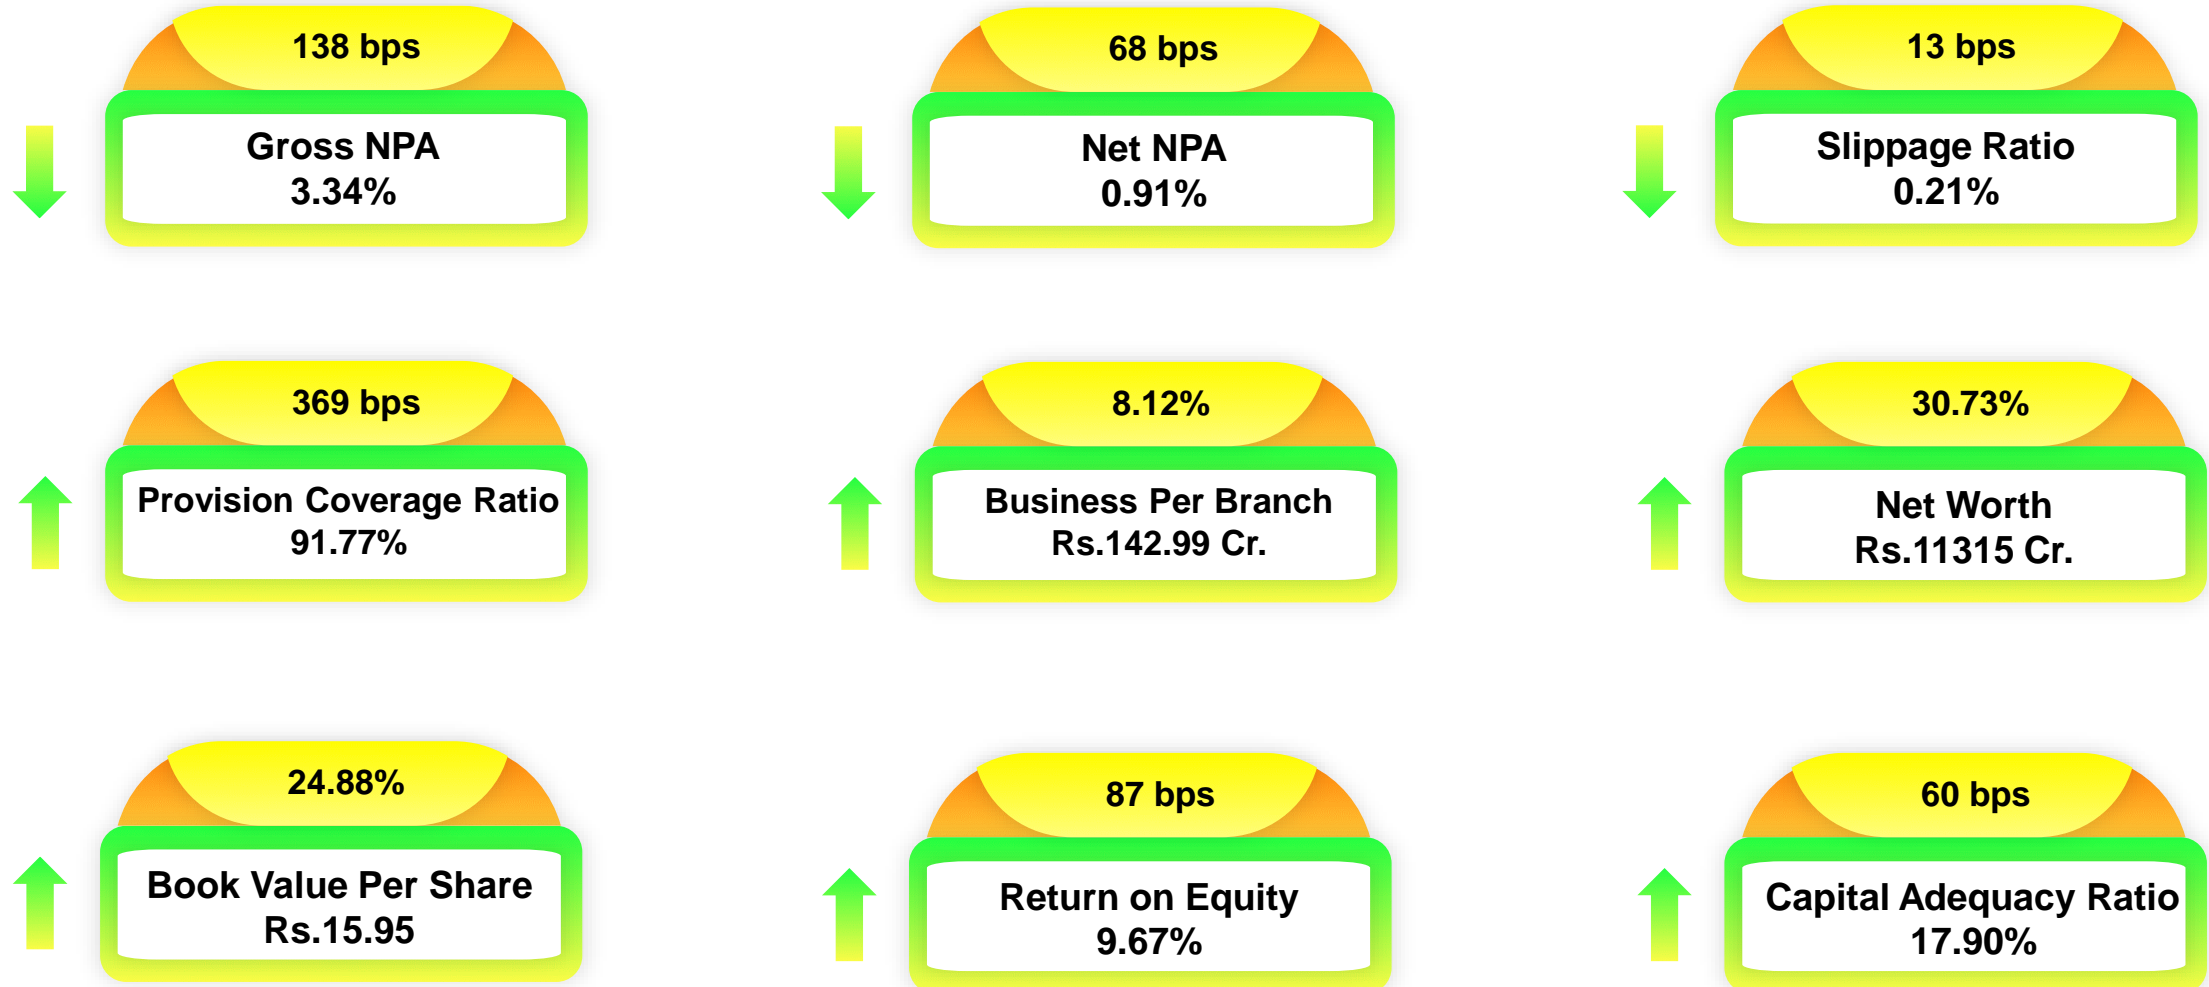 138 bps
Gross NPA
3.34%
68 bps
Net NPA
0.91%
13 bps
Slippage Ratio
0.21%
369 bps
Provision Coverage Ratio
91.77%
8.12%
Business Per Branch
Rs.142.99 Cr.
30.73%
Net Worth
Rs.11315 Cr.
24.88%
Book Value Per Share
Rs.15.95
87 bps
Return on Equity
9.67%
60 bps
Capital Adequacy Ratio
17.90%